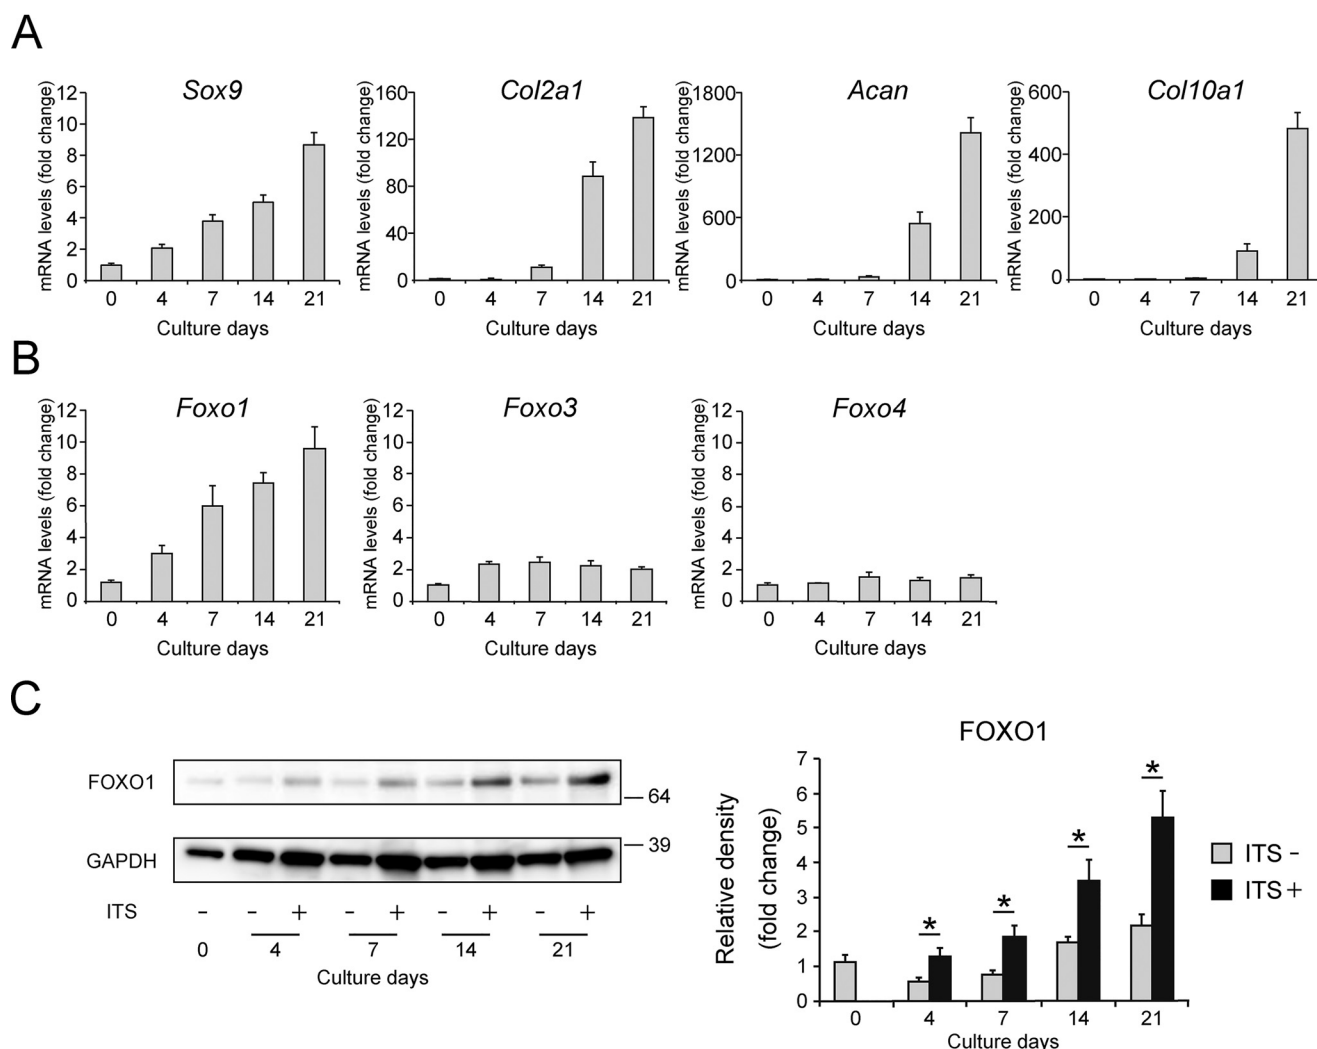 A
Sox9
Col2a1
Acan
Col10a1
mRNA levels (fold change)
12
10
8
6
4
2
0
0 4 7 14 21
Culture days
mRNA levels (fold change)
160
120
80
40
0
0 4 7 14 21
Culture days
mRNA levels (fold change)
1800
1200
600
0
0 4 7 14 21
Culture days
mRNA levels (fold change)
600
400
200
0
0 4 7 14 21
Culture days
B
Foxo1
Foxo3
Foxo4
mRNA levels (fold change)
12
10
8
6
4
2
0
0 4 7 14 21
Culture days
mRNA levels (fold change)
12
10
8
6
4
2
0
0 4 7 14 21
Culture days
mRNA levels (fold change)
12
10
8
6
4
2
0
0 4 7 14 21
Culture days
C
FOXO1
64
GAPDH
39
ITS - - + - + - + - +
0 4 7 14 21
Culture days
FOXO1
Relative density
(fold change)
7
6
5
4
3
2
1
0
* * * *
0 4 7 14 21
Culture days
ITS -
ITS +